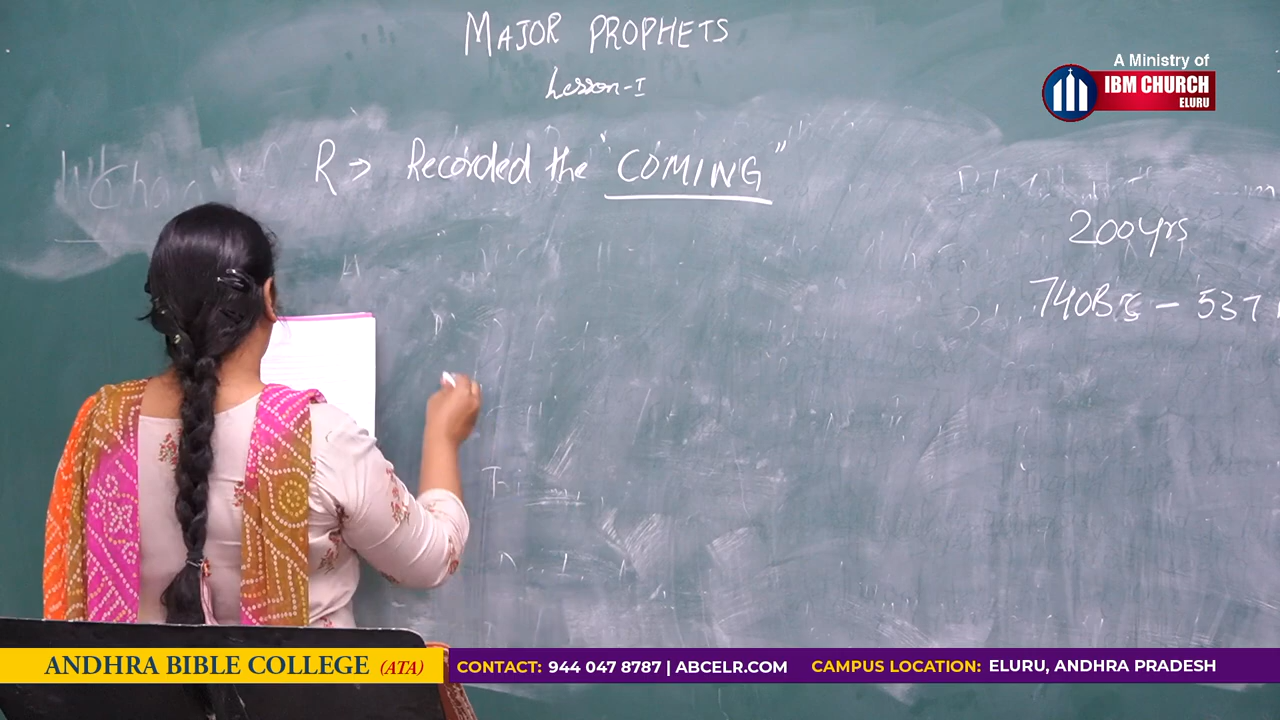 MAJOR PROPHETS
Lesson-I
R → Recorded the "COMING"
200yrs
740BC – 537
A Ministry of
IBM CHURCH
ELURU
ANDHRA BIBLE COLLEGE (ATA)
CONTACT: 944 047 8787 | ABCELR.COM
CAMPUS LOCATION: ELURU, ANDHRA PRADESH